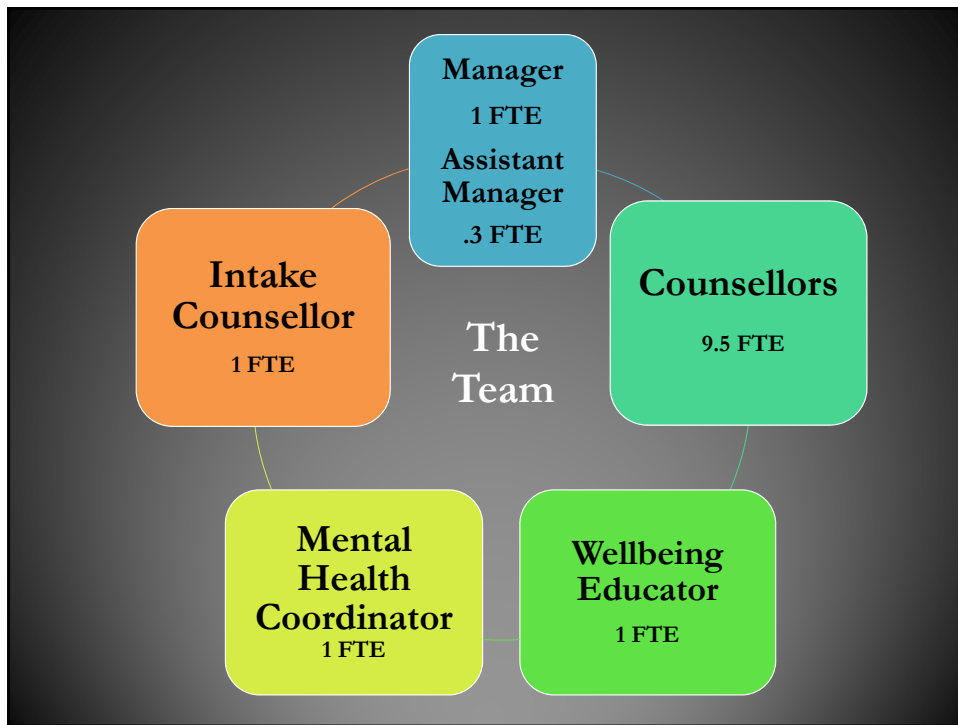 Manager
1 FTE
Assistant
Manager
.3 FTE
Intake
Counsellor
1 FTE
Counsellors
9.5 FTE
The
Team
Mental
Health
Coordinator
1 FTE
Wellbeing
Educator
1 FTE